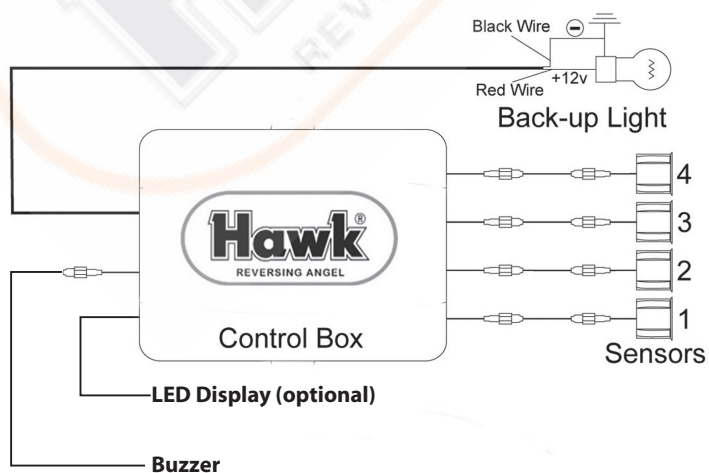 Black Wire
−
+12v
Red Wire
Back-up Light
4
Hawk®
3
REVERSING ANGEL
2
1
Control Box
Sensors
LED Display (optional)
Buzzer